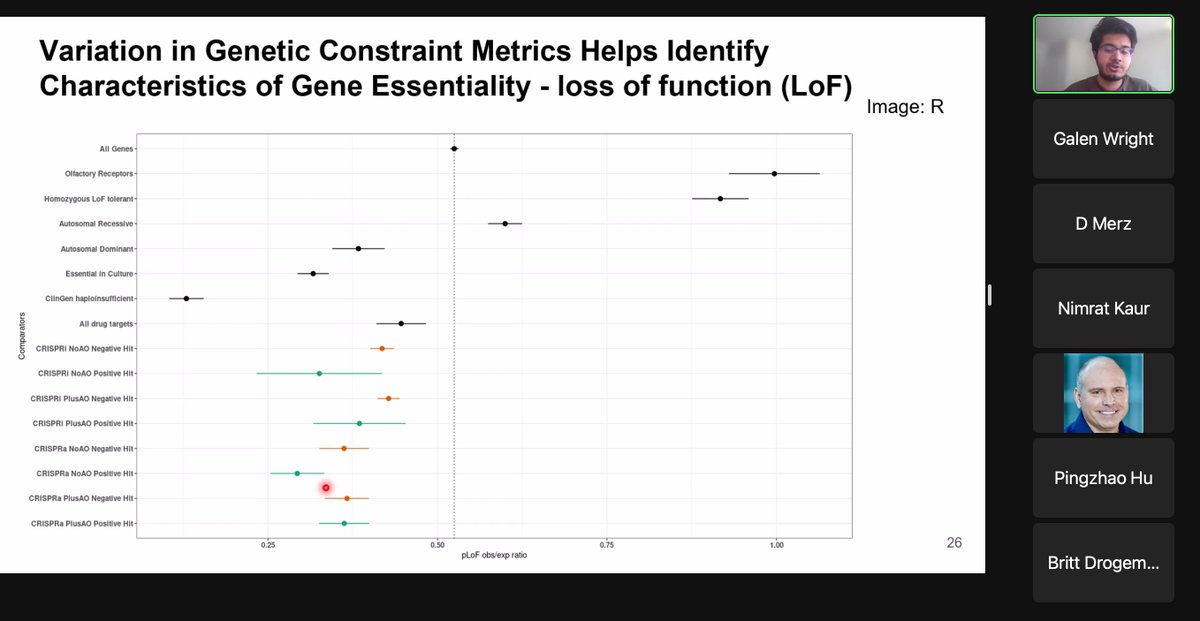 Variation in Genetic Constraint Metrics Helps Identify
Characteristics of Gene Essentiality - loss of function (LoF)
Image: R
All Genes
Olfactory Receptors
Homozygous LoF tolerant
Autosomal Recessive
Autosomal Dominant
Essential in Culture
ClinGen haploinsufficient
All drug targets
CRISPRi NoAO Negative Hit
CRISPRi NoAO Positive Hit
CRISPRi PlusAO Negative Hit
CRISPRi PlusAO Positive Hit
CRISPRa NoAO Negative Hit
CRISPRa NoAO Positive Hit
CRISPRa PlusAO Negative Hit
CRISPRa PlusAO Positive Hit
Comparators
0.25 0.50 0.75 1.00
pLoF obs/exp ratio
26
Galen Wright
D Merz
Nimrat Kaur
Pingzhao Hu
Britt Drogem...